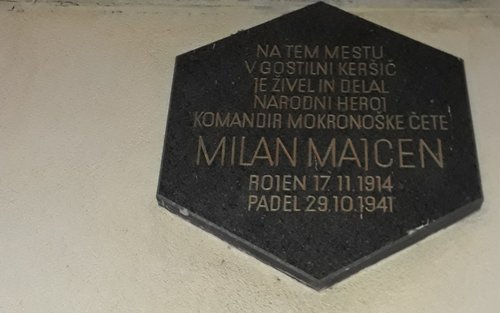 NA TEM MESTU
V GOSTILNI KERŠIČ
JE ŽIVEL IN DELAL
NARODNI HEROJ
KOMANDIR MOKRONOŠKE ČETE
MILAN MAJCEN
ROJEN 17.11.1914
PADEL 29.10.1941